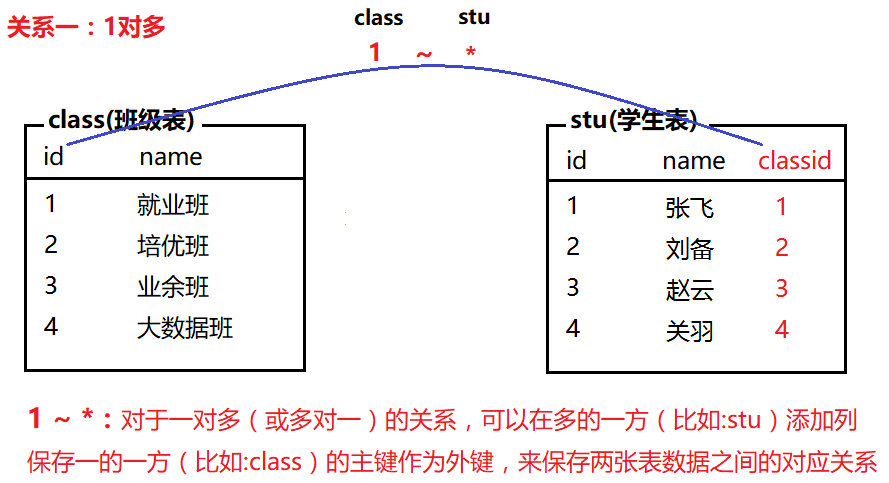 关系一：1对多
class stu
1 ~ *
class(班级表) stu(学生表)
id name id name classid
1 就业班 1 张飞 1
2 培优班 2 刘备 2
3 业余班 3 赵云 3
4 大数据班 4 关羽 4
1 ~ *：对于一对多（或多对一）的关系，可以在多的一方（比如:stu）添加列
保存一的一方（比如:class）的主键作为外键，来保存两张表数据之间的对应关系